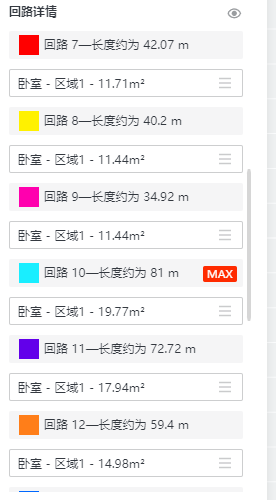 回路详情
回路 7—长度约为 42.07 m
卧室 - 区域1 - 11.71m²
回路 8—长度约为 40.2 m
卧室 - 区域1 - 11.44m²
回路 9—长度约为 34.92 m
卧室 - 区域1 - 11.44m²
回路 10—长度约为 81 m MAX
卧室 - 区域1 - 19.77m²
回路 11—长度约为 72.72 m
卧室 - 区域1 - 17.94m²
回路 12—长度约为 59.4 m
卧室 - 区域1 - 14.98m²